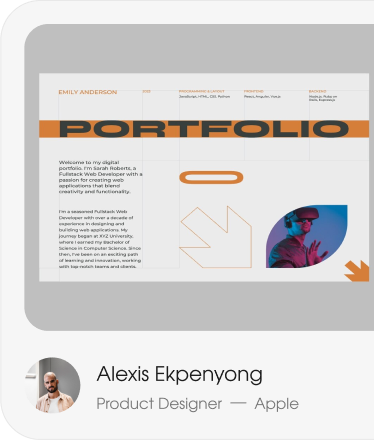 EMILY ANDERSON
2025
PROGRAMMING & LAYOUT
JavaScript, HTML, CSS, Python
FRONTEND
React, Angular, Vue.js
BACKEND
Node.js, Ruby on
Rails, Express.js
PORTFOLIO
Welcome to my digital
portfolio. I'm Sarah Roberts, a
Fullstack Web Developer with a
passion for creating web
applications that blend
creativity and functionality.
I'm a seasoned Fullstack Web
Developer with over a decade of
experience in designing and
building web applications. My
journey began at XYZ University,
where I earned my Bachelor of
Science in Computer Science. Since
then, I've been on an exciting path
of learning and innovation, working
with top-notch teams and clients.
Alexis Ekpenyong
Product Designer — Apple